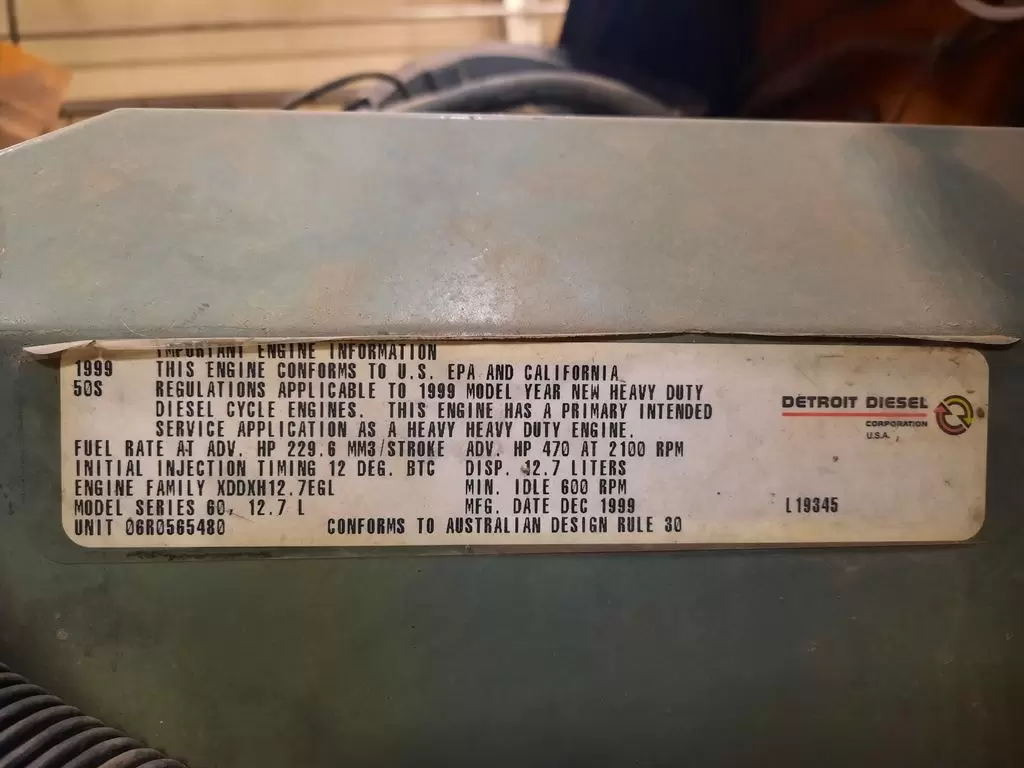 IMPORTANT ENGINE INFORMATION
1999 THIS ENGINE CONFORMS TO U.S. EPA AND CALIFORNIA
50S REGULATIONS APPLICABLE TO 1999 MODEL YEAR NEW HEAVY DUTY
DIESEL CYCLE ENGINES. THIS ENGINE HAS A PRIMARY INTENDED
SERVICE APPLICATION AS A HEAVY HEAVY DUTY ENGINE.
FUEL RATE AT ADV. HP 229.6 MM3/STROKE ADV. HP 470 AT 2100 RPM
INITIAL INJECTION TIMING 12 DEG. BTC DISP. 12.7 LITERS
ENGINE FAMILY XDDXH12.7EGL MIN. IDLE 600 RPM
MODEL SERIES 60, 12.7 L MFG. DATE DEC 1999 L19345
UNIT 06R0565480 CONFORMS TO AUSTRALIAN DESIGN RULE 30
DETROIT DIESEL
CORPORATION
U.S.A.